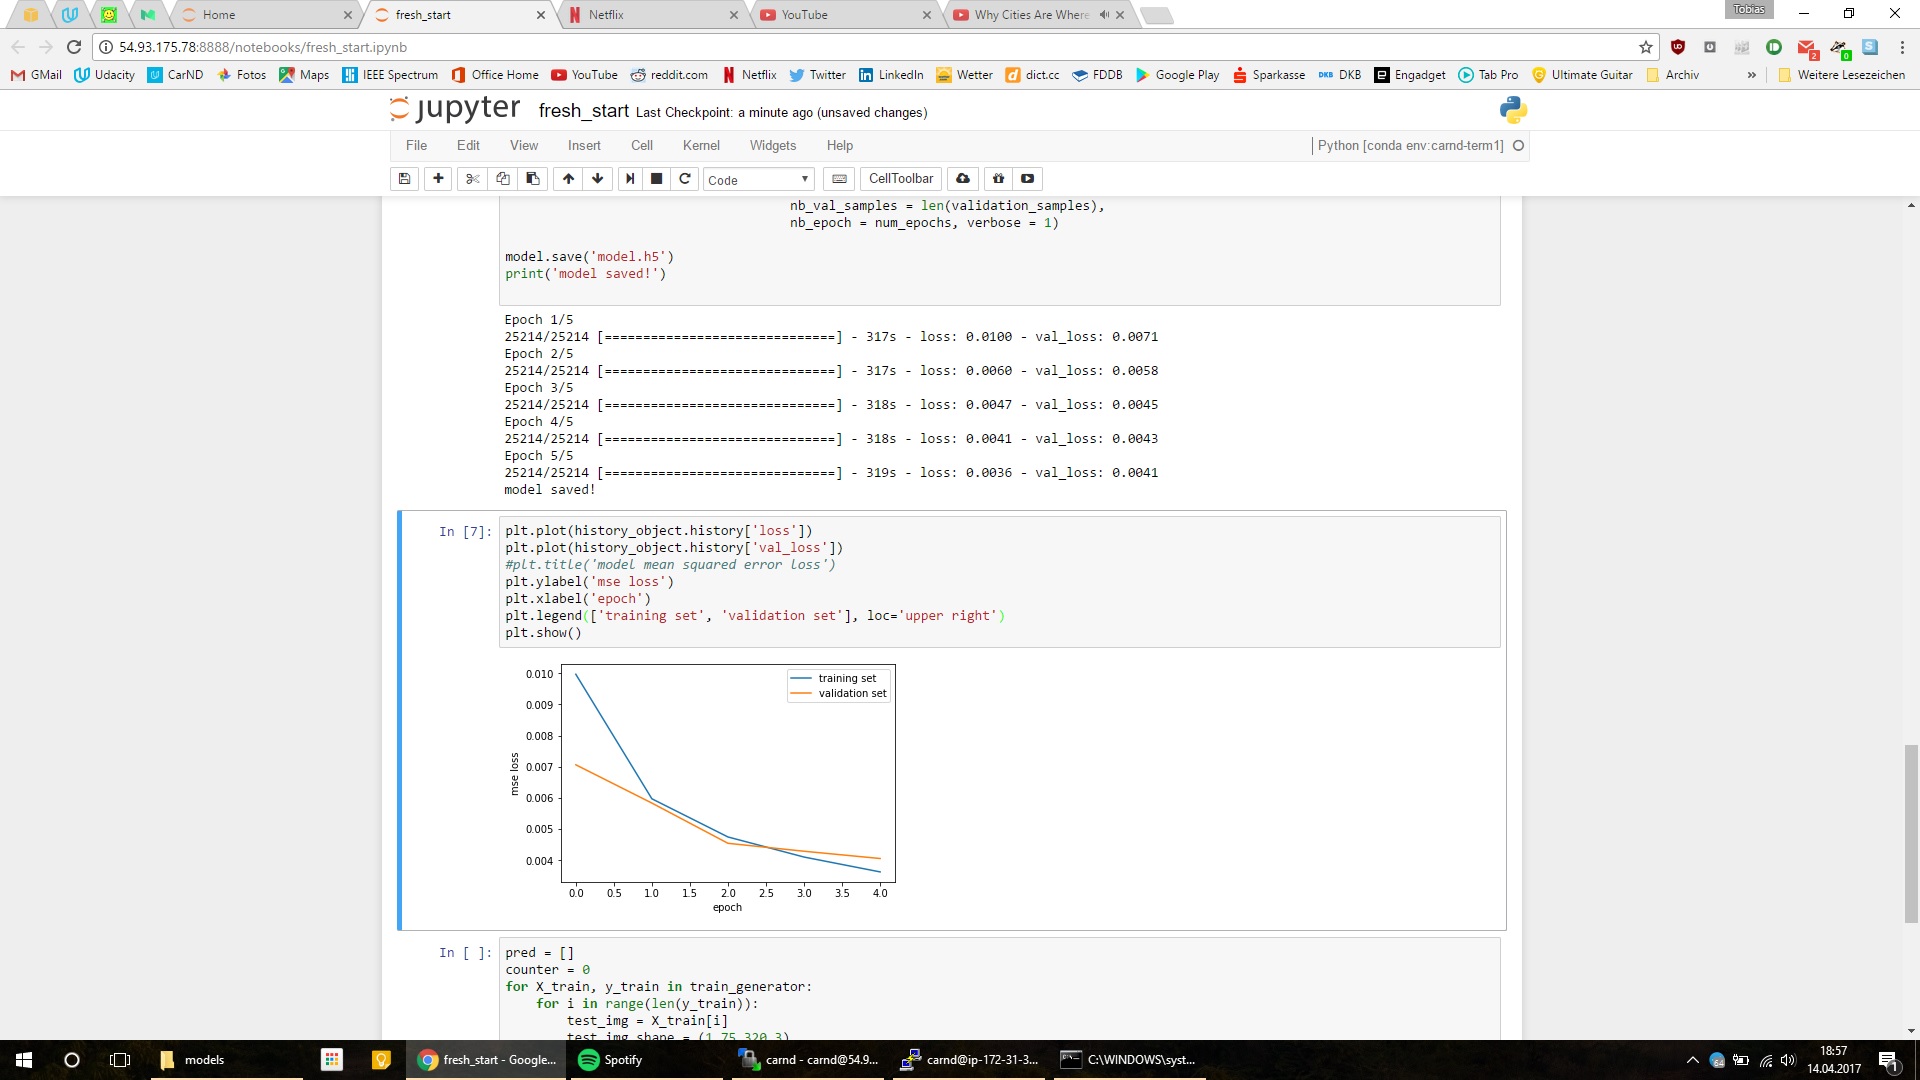 Home
fresh_start
Netflix
YouTube
Why Cities Are Where
Tobias
54.93.175.78:8888/notebooks/fresh_start.ipynb
GMail Udacity CarND Fotos Maps IEEE Spectrum Office Home YouTube reddit.com Netflix Twitter LinkedIn Wetter dict.cc FDDB Google Play Sparkasse DKB DKB Engadget Tab Pro Ultimate Guitar Archiv » Weitere Lesezeichen
jupyter fresh_start Last Checkpoint: a minute ago (unsaved changes)
File Edit View Insert Cell Kernel Widgets Help Python [conda env:carnd-term1]
Code CellToolbar
nb_val_samples = len(validation_samples),
nb_epoch = num_epochs, verbose = 1)
model.save('model.h5')
print('model saved!')
Epoch 1/5
25214/25214 [==============================] - 317s - loss: 0.0100 - val_loss: 0.0071
Epoch 2/5
25214/25214 [==============================] - 317s - loss: 0.0060 - val_loss: 0.0058
Epoch 3/5
25214/25214 [==============================] - 318s - loss: 0.0047 - val_loss: 0.0045
Epoch 4/5
25214/25214 [==============================] - 318s - loss: 0.0041 - val_loss: 0.0043
Epoch 5/5
25214/25214 [==============================] - 319s - loss: 0.0036 - val_loss: 0.0041
model saved!
In [7]:
plt.plot(history_object.history['loss'])
plt.plot(history_object.history['val_loss'])
#plt.title('model mean squared error loss')
plt.ylabel('mse loss')
plt.xlabel('epoch')
plt.legend(['training set', 'validation set'], loc='upper right')
plt.show()
training set
validation set
0.010
0.009
0.008
0.007
0.006
0.005
0.004
mse loss
0.0 0.5 1.0 1.5 2.0 2.5 3.0 3.5 4.0
epoch
In [ ]:
pred = []
counter = 0
for X_train, y_train in train_generator:
for i in range(len(y_train)):
test_img = X_train[i]
test_img.shape = (1,75,320,3)
models
fresh_start - Google...
Spotify
carnd - carnd@54.9...
carnd@ip-172-31-3...
C:\WINDOWS\syst...
18:57
14.04.2017